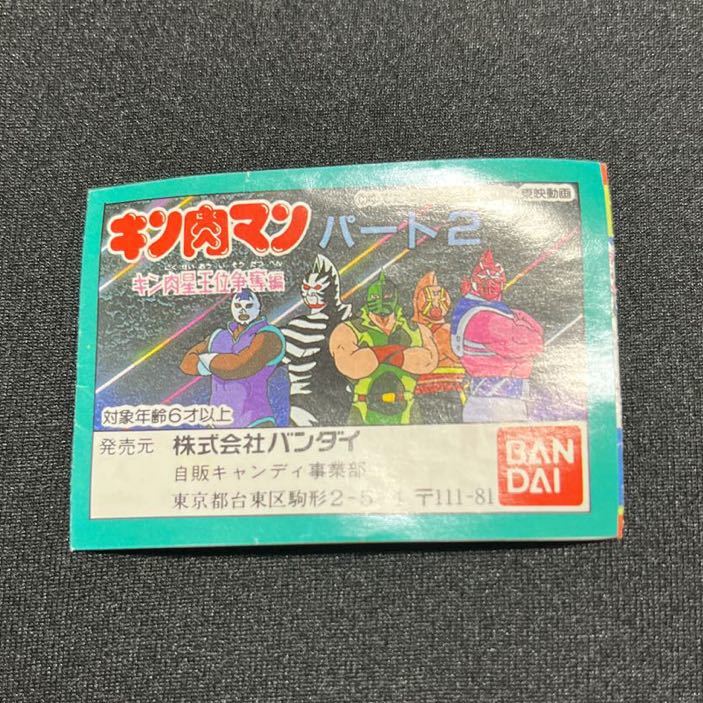 東映動画
キン肉マン パート2
キン肉星王位争奪編
対象年齢6才以上
発売元 株式会社バンダイ
自販キャンディ事業部
東京都台東区駒形2-5-4 〒111-81
BAN
DAI